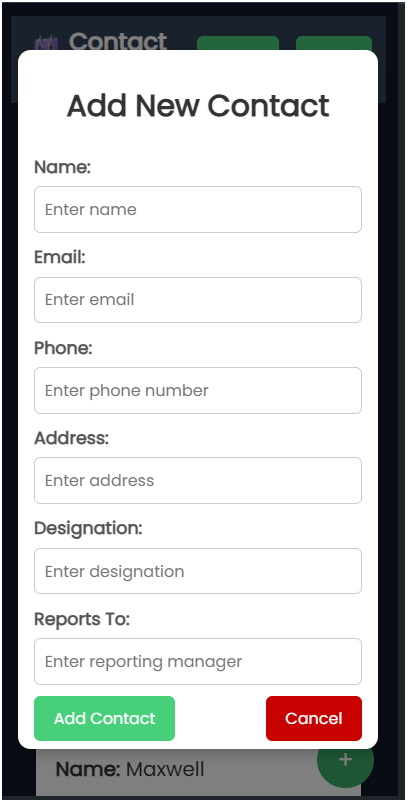 Contact
Add New Contact
Name:
Enter name
Email:
Enter email
Phone:
Enter phone number
Address:
Enter address
Designation:
Enter designation
Reports To:
Enter reporting manager
Add Contact Cancel
Name: Maxwell +